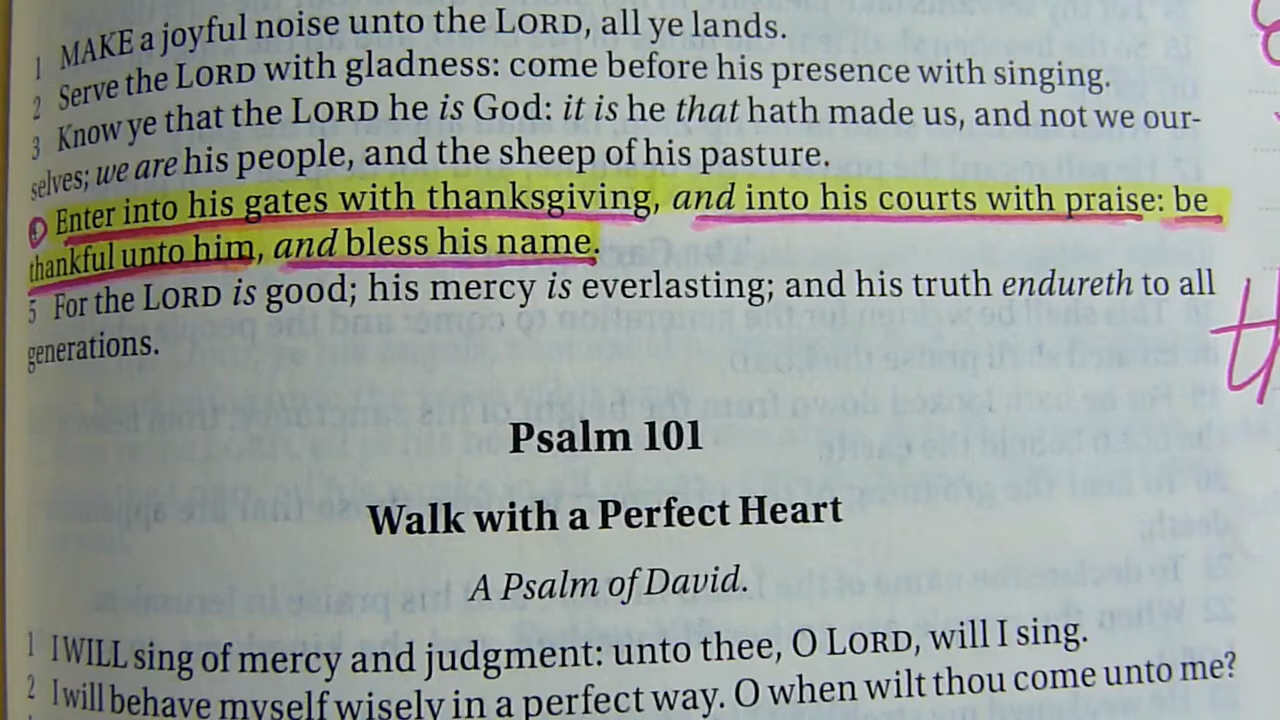 1 MAKE a joyful noise unto the LORD, all ye lands.
2 Serve the LORD with gladness: come before his presence with singing.
3 Know ye that the LORD he is God: it is he that hath made us, and not we our-
selves; we are his people, and the sheep of his pasture.
4 Enter into his gates with thanksgiving, and into his courts with praise: be
thankful unto him, and bless his name.
5 For the LORD is good; his mercy is everlasting; and his truth endureth to all
generations.
Psalm 101
Walk with a Perfect Heart
A Psalm of David.
1 I WILL sing of mercy and judgment: unto thee, O LORD, will I sing.
2 I will behave myself wisely in a perfect way. O when wilt thou come unto me?